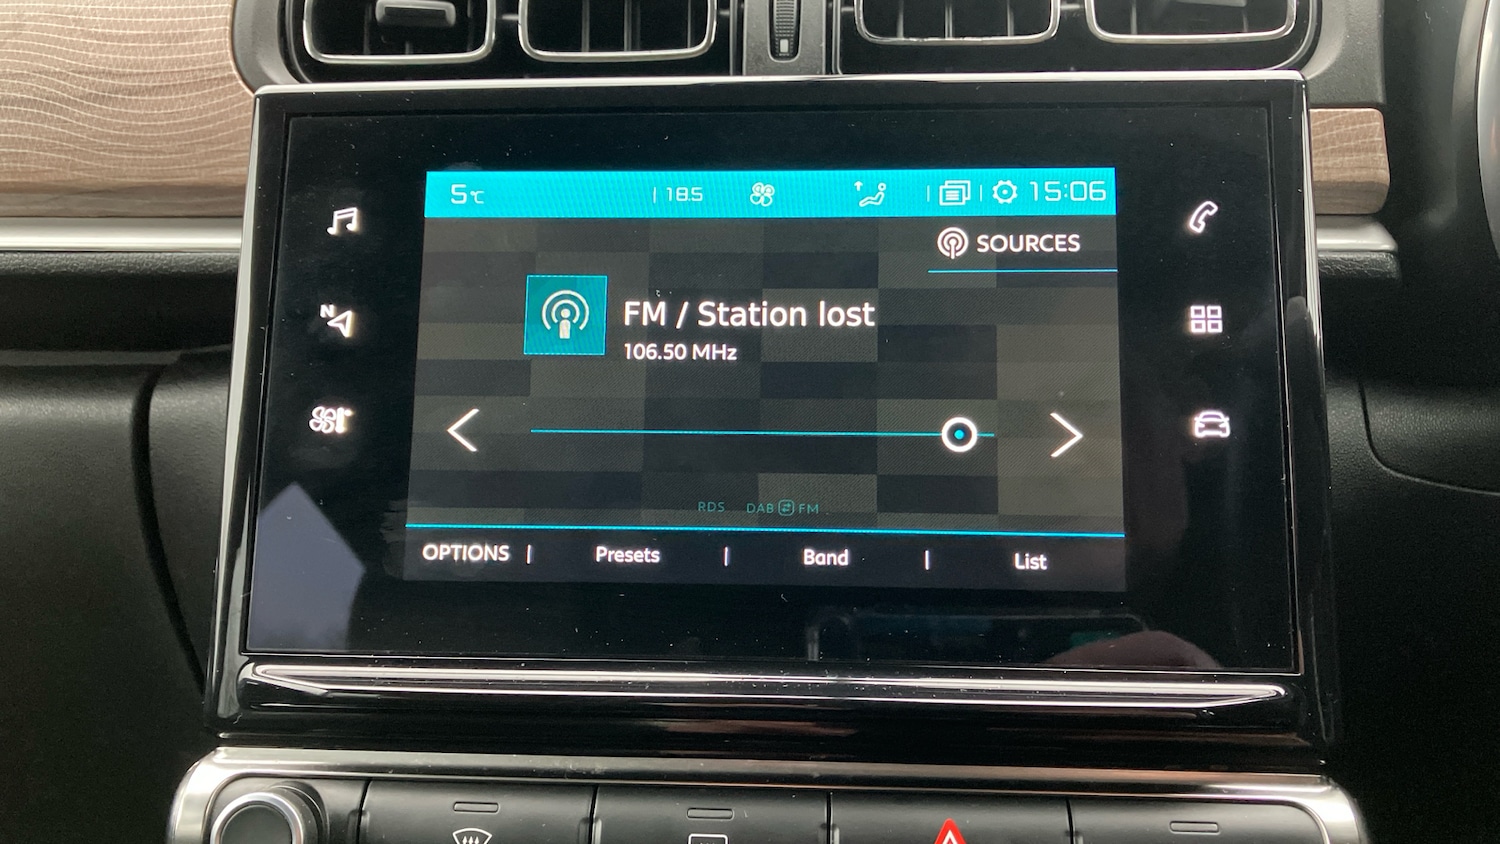 5°C 18.5 15:06
SOURCES
FM / Station lost
106.50 MHz
N
RDS DAB FM
OPTIONS Presets Band List